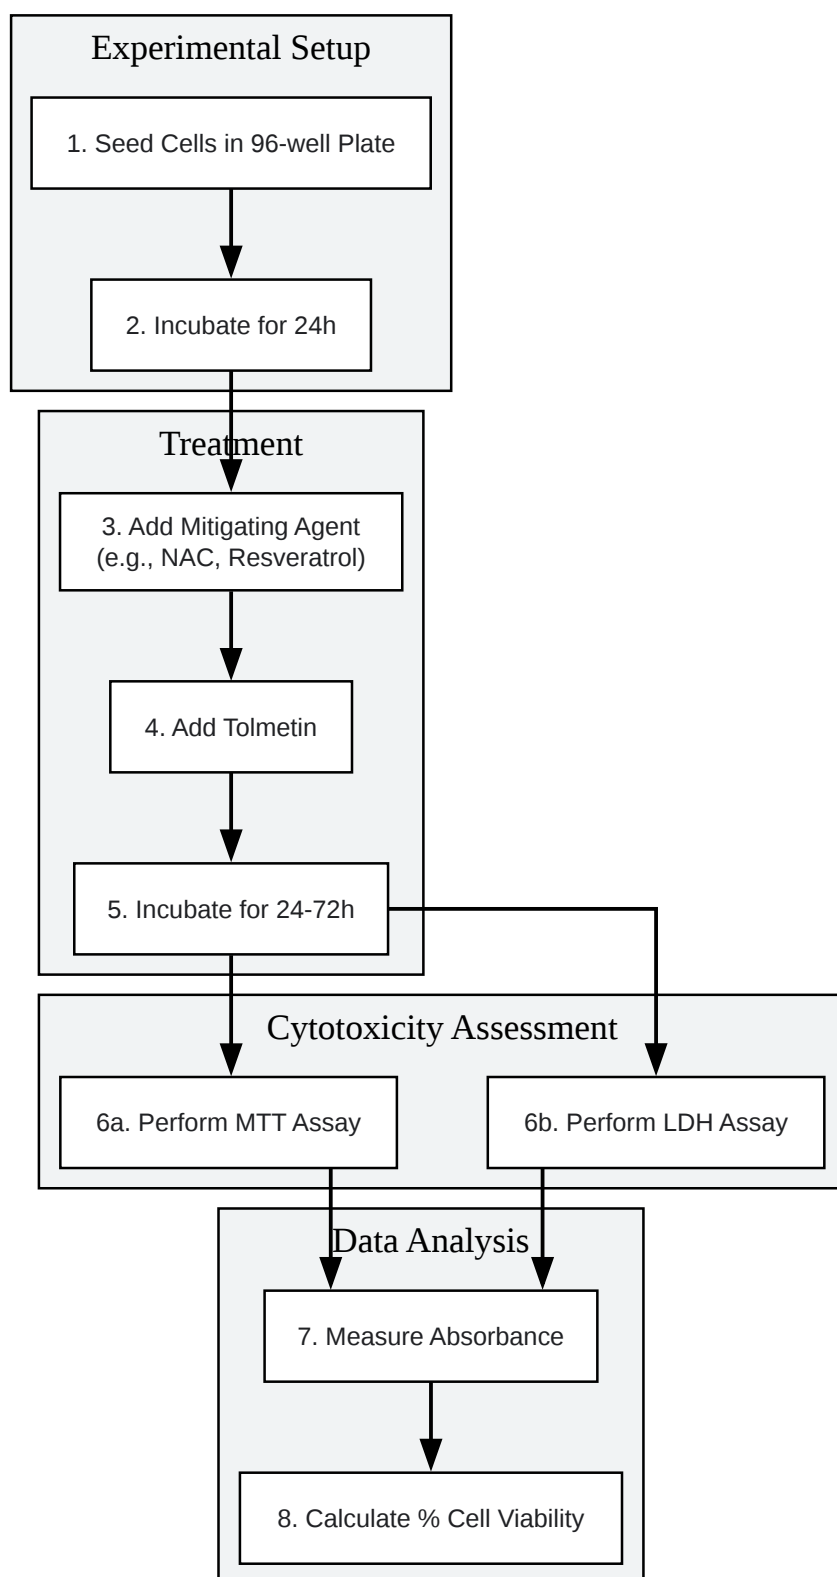 Experimental Setup
1. Seed Cells in 96-well Plate
2. Incubate for 24h
Treatment
3. Add Mitigating Agent
(e.g., NAC, Resveratrol)
4. Add Tolmetin
5. Incubate for 24-72h
Cytotoxicity Assessment
6a. Perform MTT Assay
6b. Perform LDH Assay
Data Analysis
7. Measure Absorbance
8. Calculate % Cell Viability